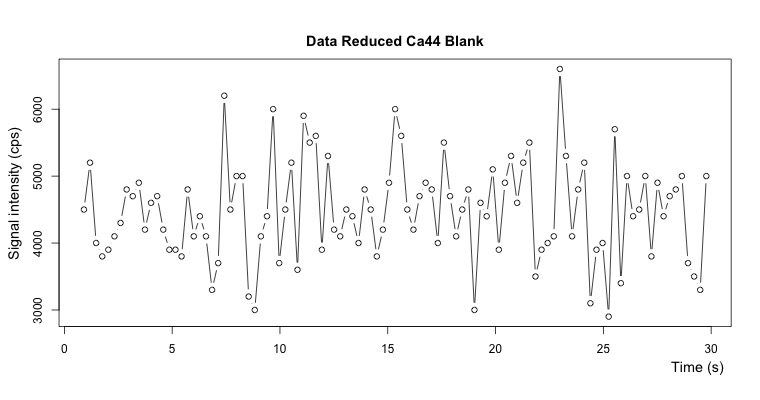 Data Reduced Ca44 Blank
Signal intensity (cps)
6000
5000
4000
3000
0 5 10 15 20 25 30
Time (s)